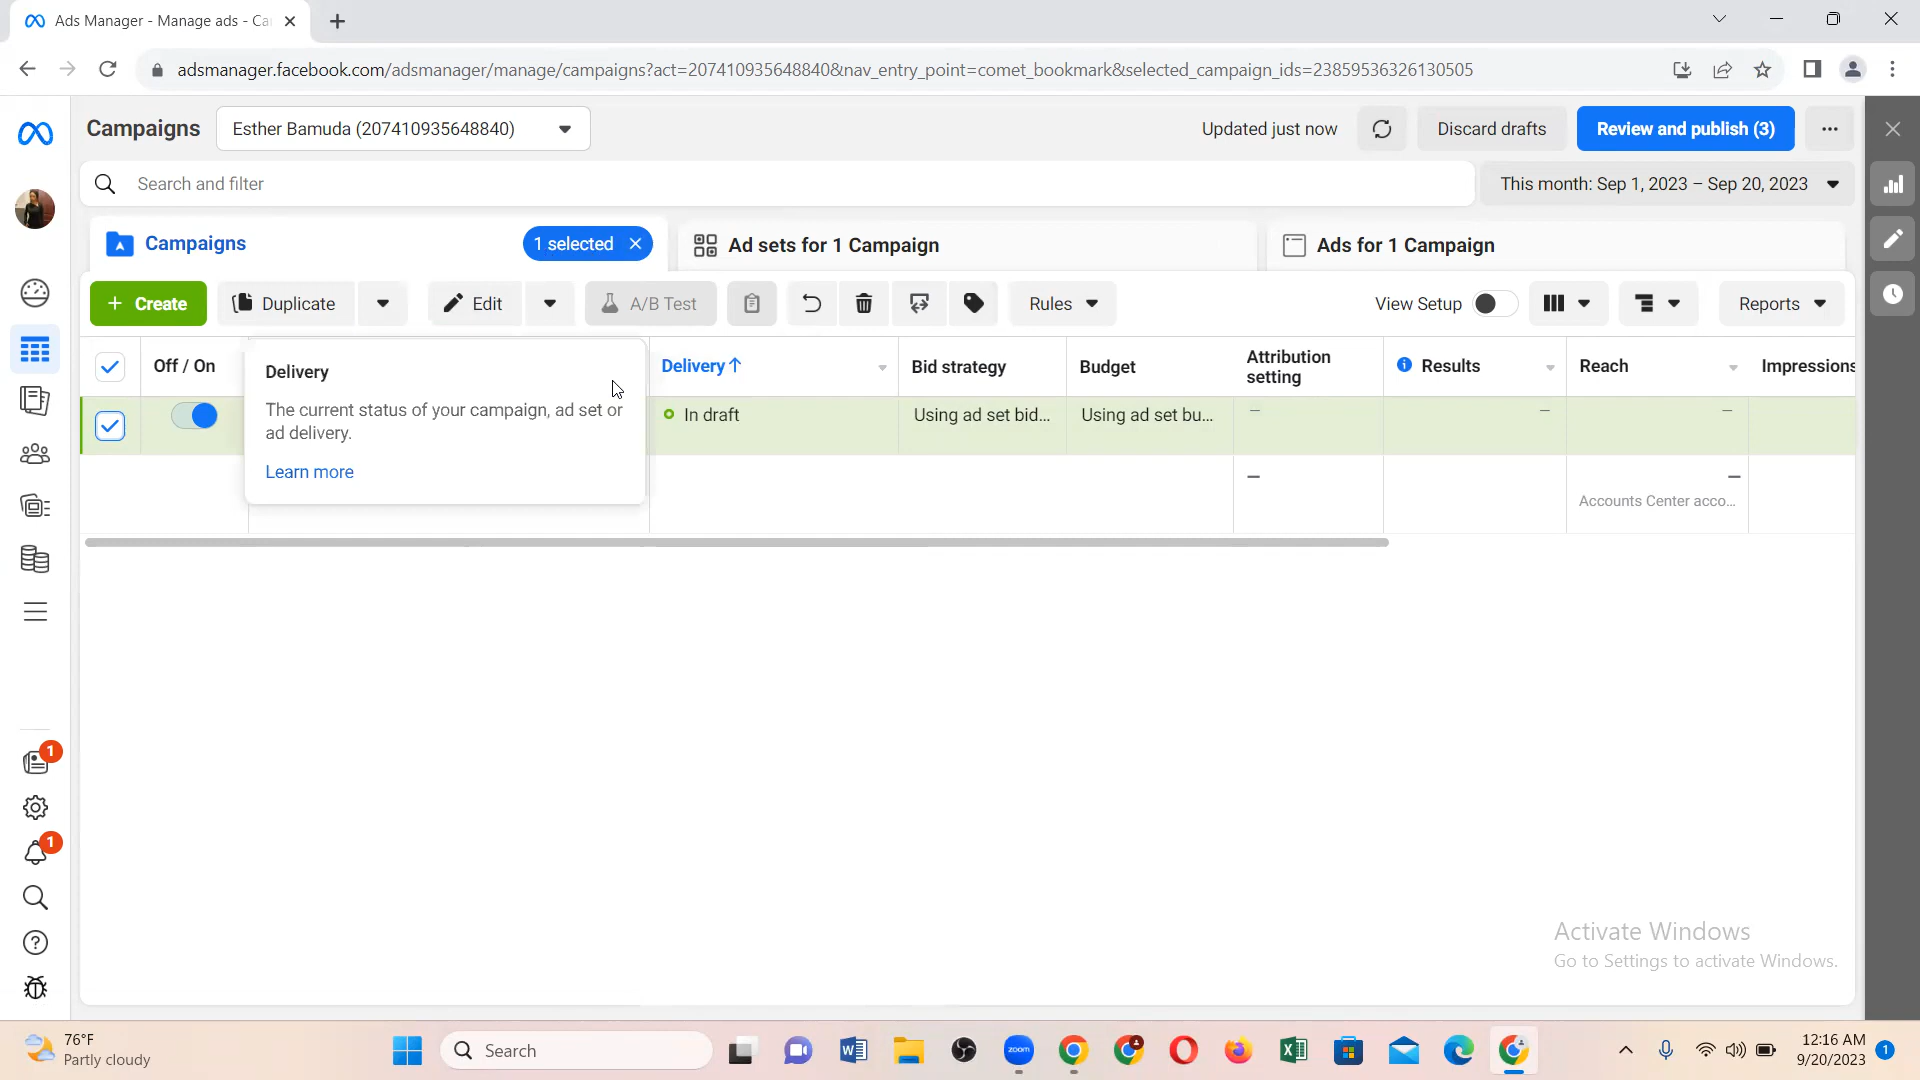 Ads Manager - Manage ads - Ca
adsmanager.facebook.com/adsmanager/manage/campaigns?act=207410935648840&nav_entry_point=comet_bookmark&selected_campaign_ids=23859536326130505
Campaigns
Esther Bamuda (207410935648840)
Updated just now
Discard drafts
Review and publish (3)
Search and filter
This month: Sep 1, 2023 – Sep 20, 2023
Campaigns
1 selected
Ad sets for 1 Campaign
Ads for 1 Campaign
+ Create
Duplicate
Edit
A/B Test
Rules
View Setup
Reports
Off / On
Delivery
The current status of your campaign, ad set or
ad delivery.
Learn more
Delivery↑
Bid strategy
Budget
Attribution
setting
Results
Reach
Impressions
In draft
Using ad set bid...
Using ad set bu...
–
–
–
–
–
Accounts Center acco...
1
1
Activate Windows
Go to Settings to activate Windows.
76°F
Partly cloudy
Search
zoom
12:16 AM
9/20/2023
1